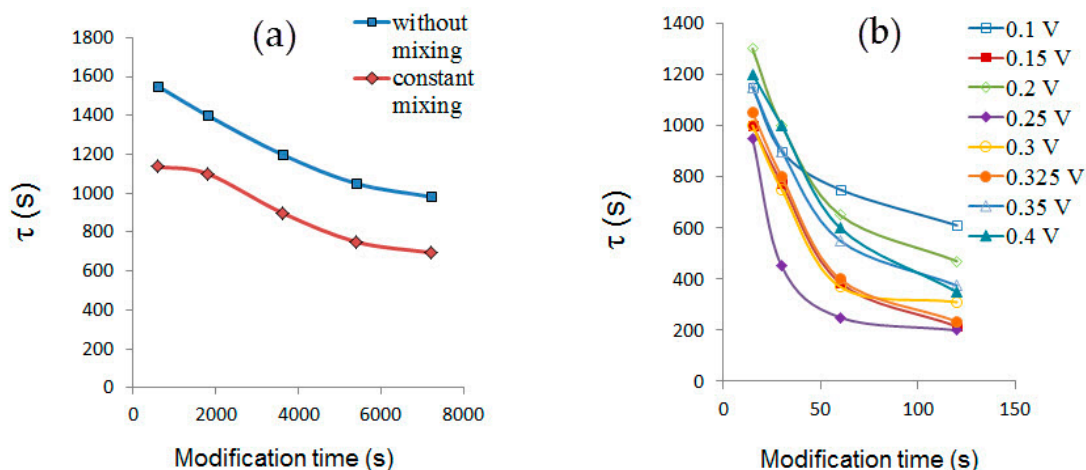 (a)
without
mixing
constant
mixing
1800
1600
1400
1200
1000
800
600
400
200
0
τ (s)
0 2000 4000 6000 8000
Modification time (s)
(b)
0.1 V
0.15 V
0.2 V
0.25 V
0.3 V
0.325 V
0.35 V
0.4 V
1400
1200
1000
800
600
400
200
0
τ (s)
0 50 100 150
Modification time (s)